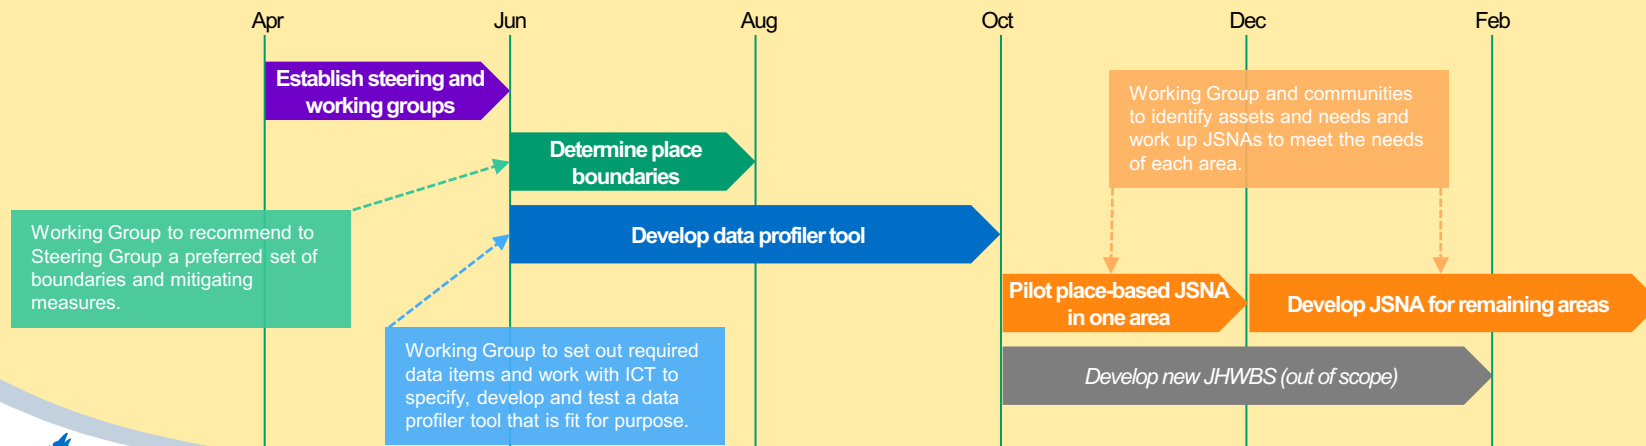 Apr
Jun
Aug
Oct
Dec
Feb
Establish steering and
working groups
Working Group and communities
to identify assets and needs and
work up JSNAs to meet the needs
of each area.
Determine place
boundaries
Working Group to recommend to
Steering Group a preferred set of
boundaries and mitigating
measures.
Develop data profiler tool
Pilot place-based JSNA
in one area
Develop JSNA for remaining areas
Working Group to set out required
data items and work with ICT to
specify, develop and test a data
profiler tool that is fit for purpose.
Develop new JHWBS (out of scope)